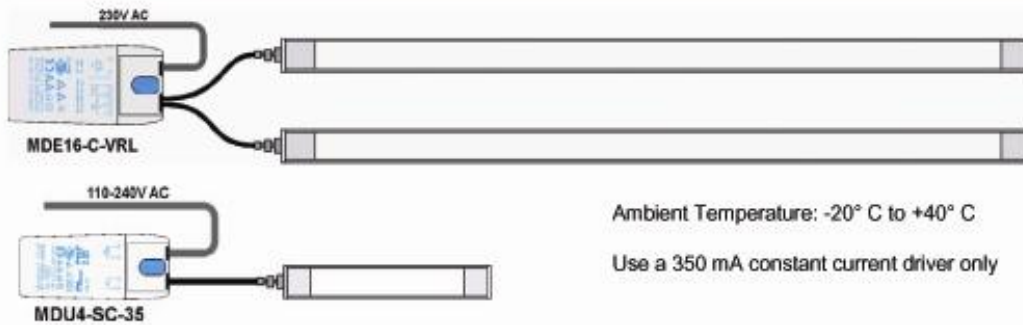 230V AC
MDE16-C-VRL
110-240V AC
MDU4-SC-35
Ambient Temperature: -20° C to +40° C
Use a 350 mA constant current driver only